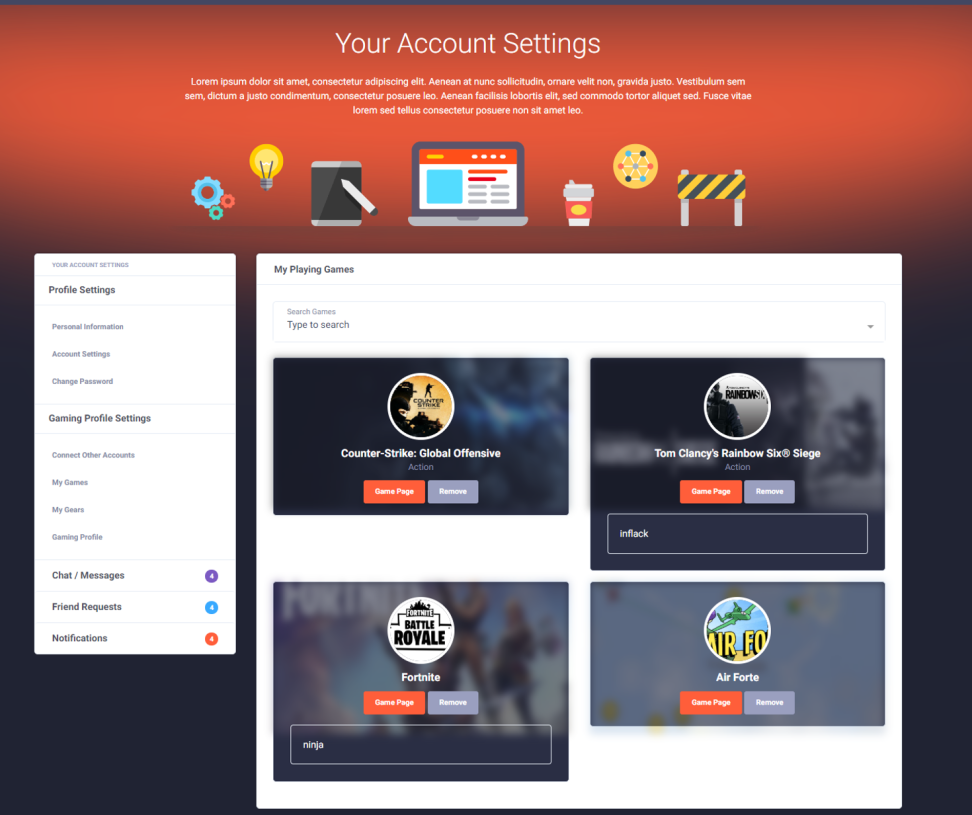 Your Account Settings
Lorem ipsum dolor sit amet, consectetur adipiscing elit. Aenean at nunc sollicitudin, ornare velit non, gravida justo. Vestibulum sem
sem, dictum a justo condimentum, consectetur posuere leo. Aenean facilisis lobortis elit, sed commodo tortor aliquet sed. Fusce vitae
lorem sed tellus consectetur posuere non sit amet leo.
YOUR ACCOUNT SETTINGS
Profile Settings
Personal Information
Account Settings
Change Password
Gaming Profile Settings
Connect Other Accounts
My Games
My Gears
Gaming Profile
Chat / Messages 4
Friend Requests 4
Notifications 4
My Playing Games
Search Games
Type to search
COUNTER
STRIKE
Counter-Strike: Global Offensive
Action
Game Page Remove
RAINBOWSIX
Tom Clancy's Rainbow Six® Siege
Action
Game Page Remove
inflack
FORTNITE
BATTLE
ROYALE
Fortnite
Game Page Remove
ninja
AIR FO
Air Forte
Game Page Remove